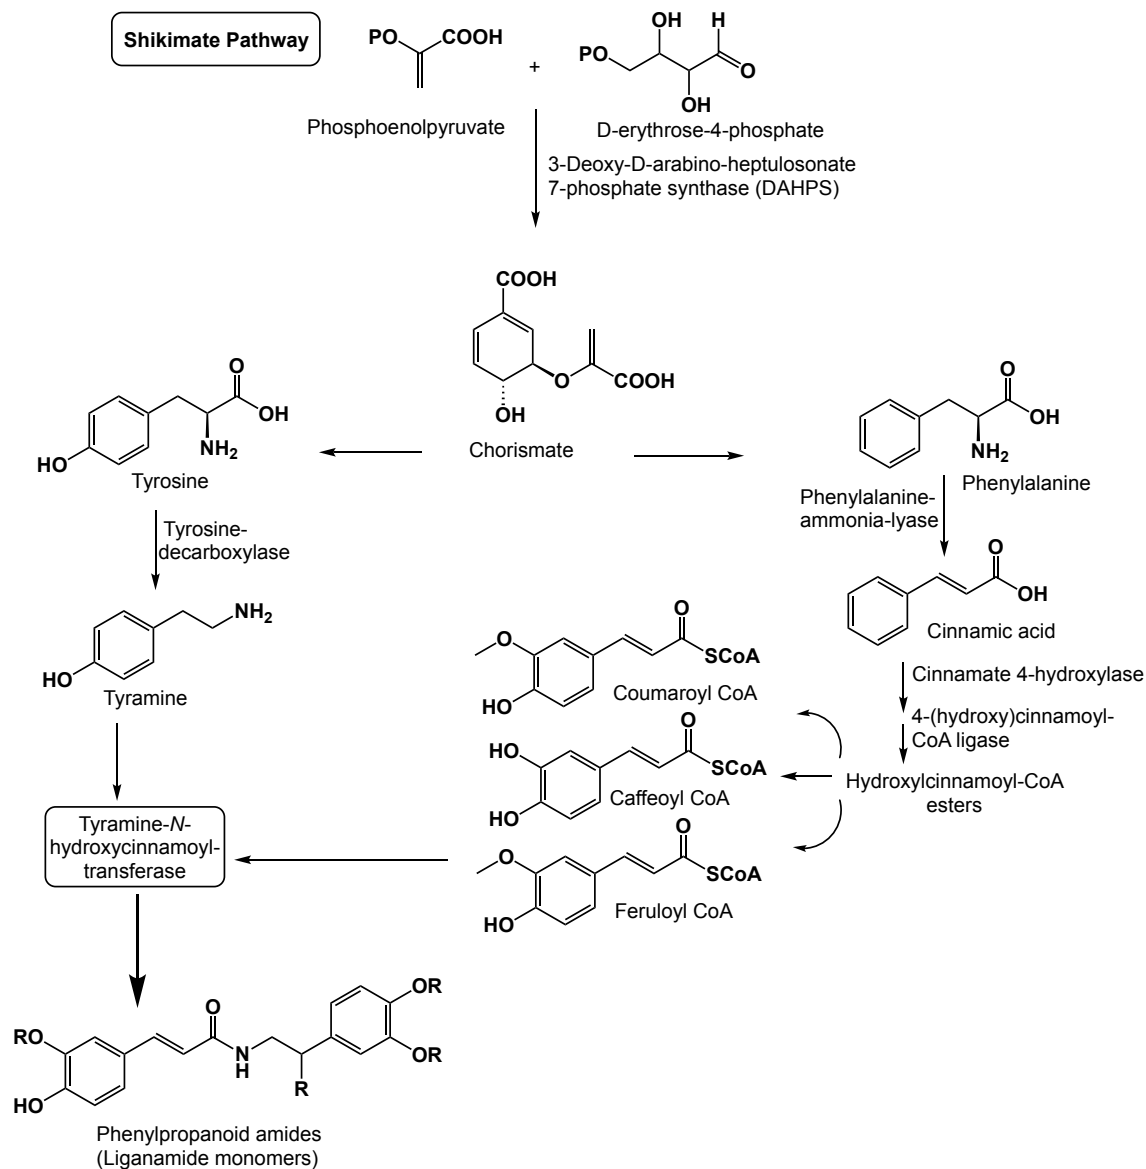 Shikimate Pathway
PO
COOH
+
OH
H
PO
O
OH
Phosphoenolpyruvate
D-erythrose-4-phosphate
3-Deoxy-D-arabino-heptulosonate
7-phosphate synthase (DAHPS)
COOH
O
COOH
OH
Chorismate
O
OH
NH2
HO
Tyrosine
O
OH
NH2
Phenylalanine
Tyrosine-
decarboxylase
Phenylalanine-
ammonia-lyase
NH2
HO
Tyramine
O
OH
Cinnamic acid
Cinnamate 4-hydroxylase
4-(hydroxy)cinnamoyl-
CoA ligase
Hydroxylcinnamoyl-CoA
esters
O
O
SCoA
HO
Coumaroyl CoA
O
HO
SCoA
HO
Caffeoyl CoA
O
O
SCoA
HO
Feruloyl CoA
Tyramine-N-
hydroxycinnamoyl-
transferase
O
RO
N
H
R
OR
OR
HO
Phenylpropanoid amides
(Liganamide monomers)